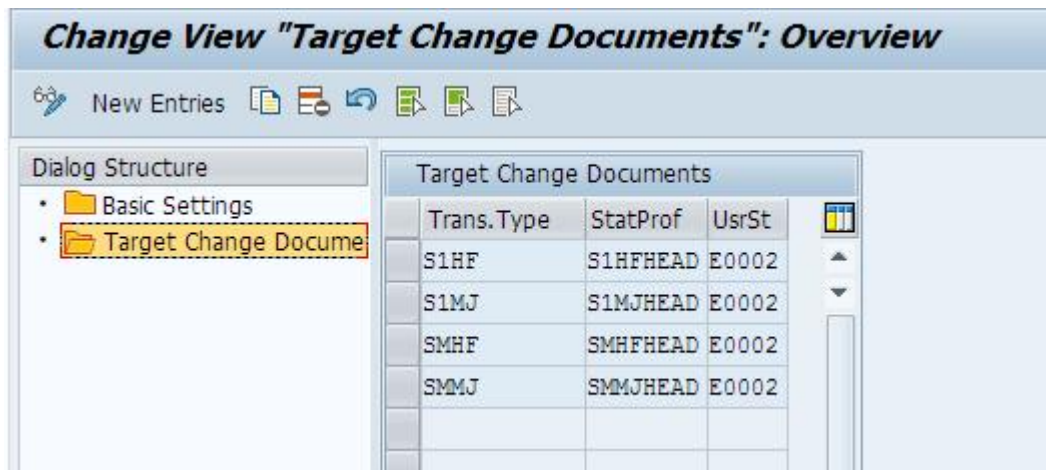 Change View "Target Change Documents": Overview
New Entries
Dialog Structure
Basic Settings
Target Change Docume
Target Change Documents
Trans.Type StatProf UsrSt
S1HF S1HFHEAD E0002
S1MJ S1MJHEAD E0002
SMHF SMHFHEAD E0002
SMMJ SMMJHEAD E0002